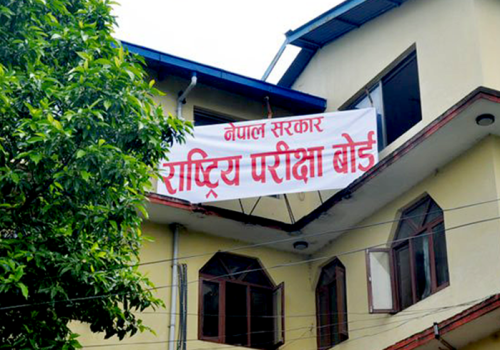 नेपाल सरकार
राष्ट्रिय परीक्षा बोर्ड